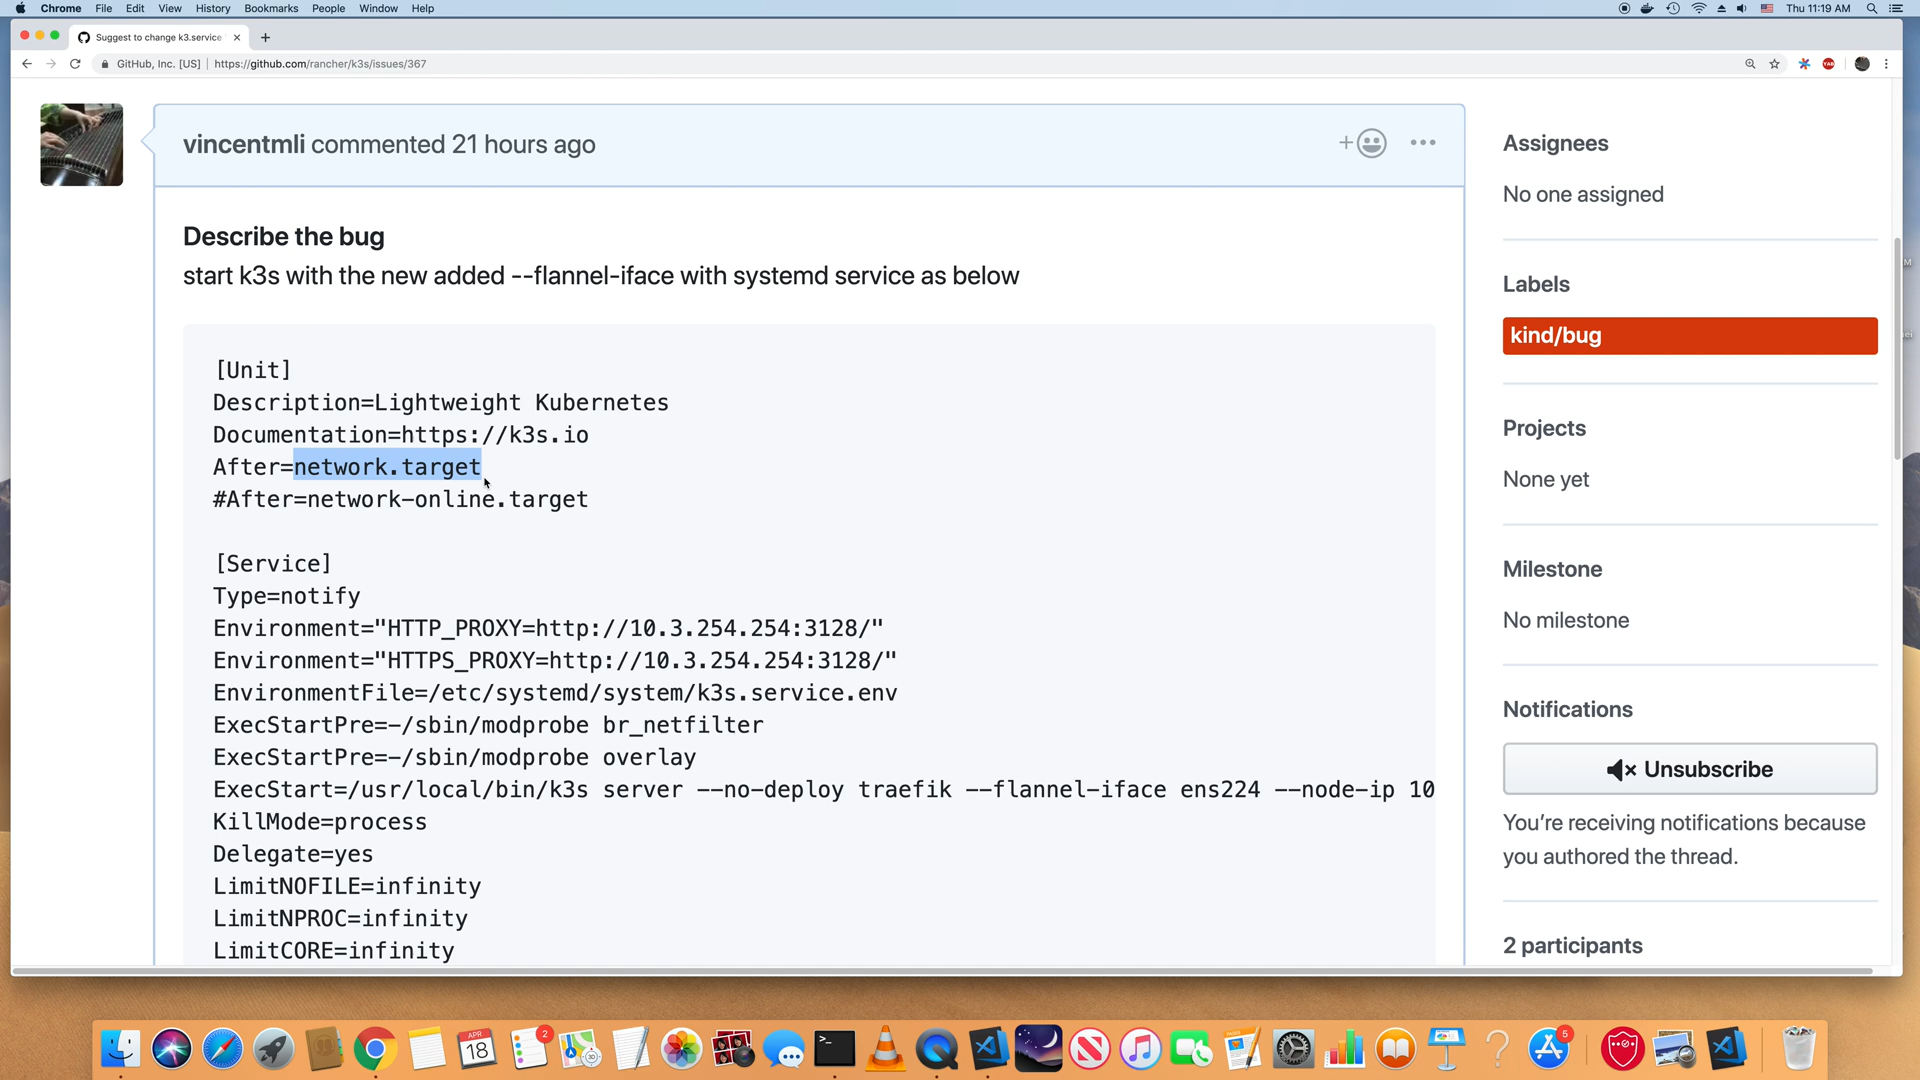 Chrome File Edit View History Bookmarks People Window Help
Thu 11:19 AM
Suggest to change k3.service
GitHub, Inc. [US] | https://github.com/rancher/k3s/issues/367
vincentmli commented 21 hours ago
Describe the bug
start k3s with the new added --flannel-iface with systemd service as below
[Unit]
Description=Lightweight Kubernetes
Documentation=https://k3s.io
After=network.target
#After=network-online.target
[Service]
Type=notify
Environment="HTTP_PROXY=http://10.3.254.254:3128/"
Environment="HTTPS_PROXY=http://10.3.254.254:3128/"
EnvironmentFile=/etc/systemd/system/k3s.service.env
ExecStartPre=-/sbin/modprobe br_netfilter
ExecStartPre=-/sbin/modprobe overlay
ExecStart=/usr/local/bin/k3s server --no-deploy traefik --flannel-iface ens224 --node-ip 10
KillMode=process
Delegate=yes
LimitNOFILE=infinity
LimitNPROC=infinity
LimitCORE=infinity
Assignees
No one assigned
Labels
kind/bug
Projects
None yet
Milestone
No milestone
Notifications
Unsubscribe
You're receiving notifications because
you authored the thread.
2 participants
APR
18
2
3D
5